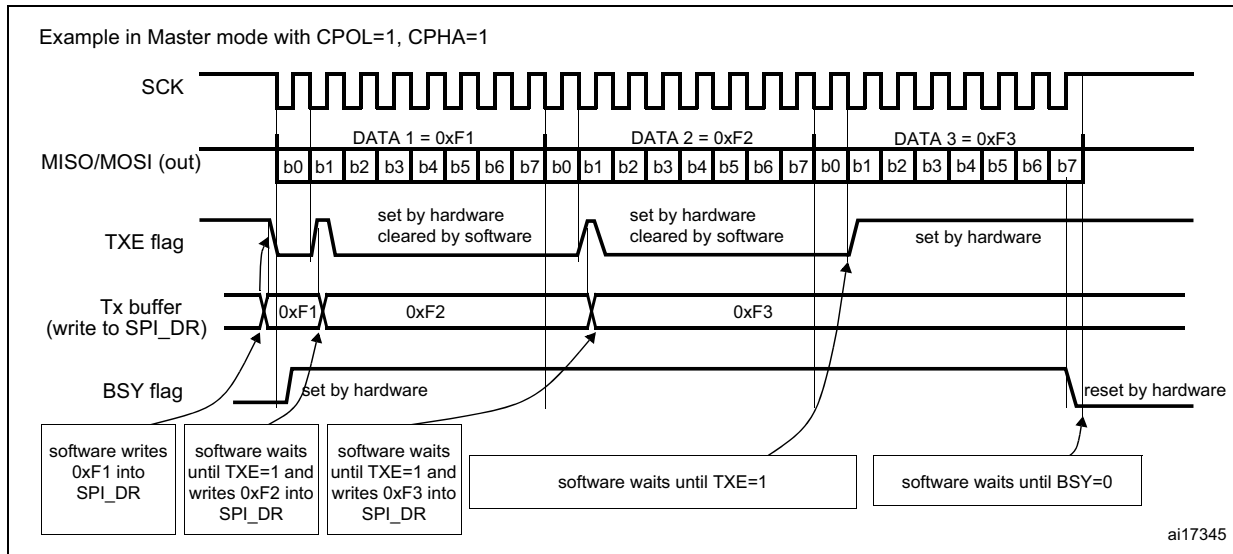 Example in Master mode with CPOL=1, CPHA=1
SCK
DATA 1 = 0xF1 DATA 2 = 0xF2 DATA 3 = 0xF3
MISO/MOSI (out) b0 b1 b2 b3 b4 b5 b6 b7 b0 b1 b2 b3 b4 b5 b6 b7 b0 b1 b2 b3 b4 b5 b6 b7
TXE flag
set by hardware
cleared by software
set by hardware
cleared by software
set by hardware
Tx buffer
(write to SPI_DR)
0xF1 0xF2 0xF3
BSY flag set by hardware reset by hardware
software writes
0xF1 into
SPI_DR
software waits
until TXE=1 and
writes 0xF2 into
SPI_DR
software waits
until TXE=1 and
writes 0xF3 into
SPI_DR
software waits until TXE=1
software waits until BSY=0
ai17345